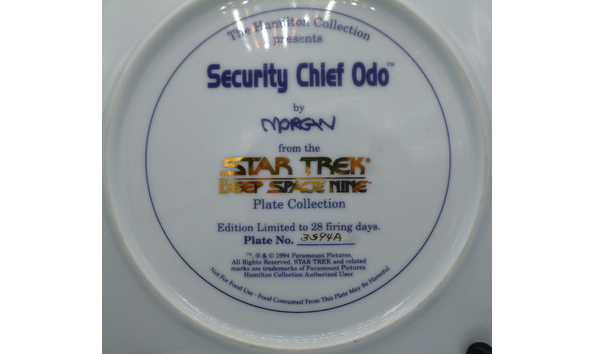 The Hamilton Collection
presents
Security Chief Odo™
by
MORGAN
from the
STAR TREK®
DEEP SPACE NINE™
Plate Collection
Edition Limited to 28 firing days.
Plate No. 3594A
™, ® & © 1994 Paramount Pictures.
All Rights Reserved. STAR TREK and related
marks are trademarks of Paramount Pictures.
Hamilton Collection Authorized User
Not For Food Use - Food Consumed From This Plate May Be Harmful